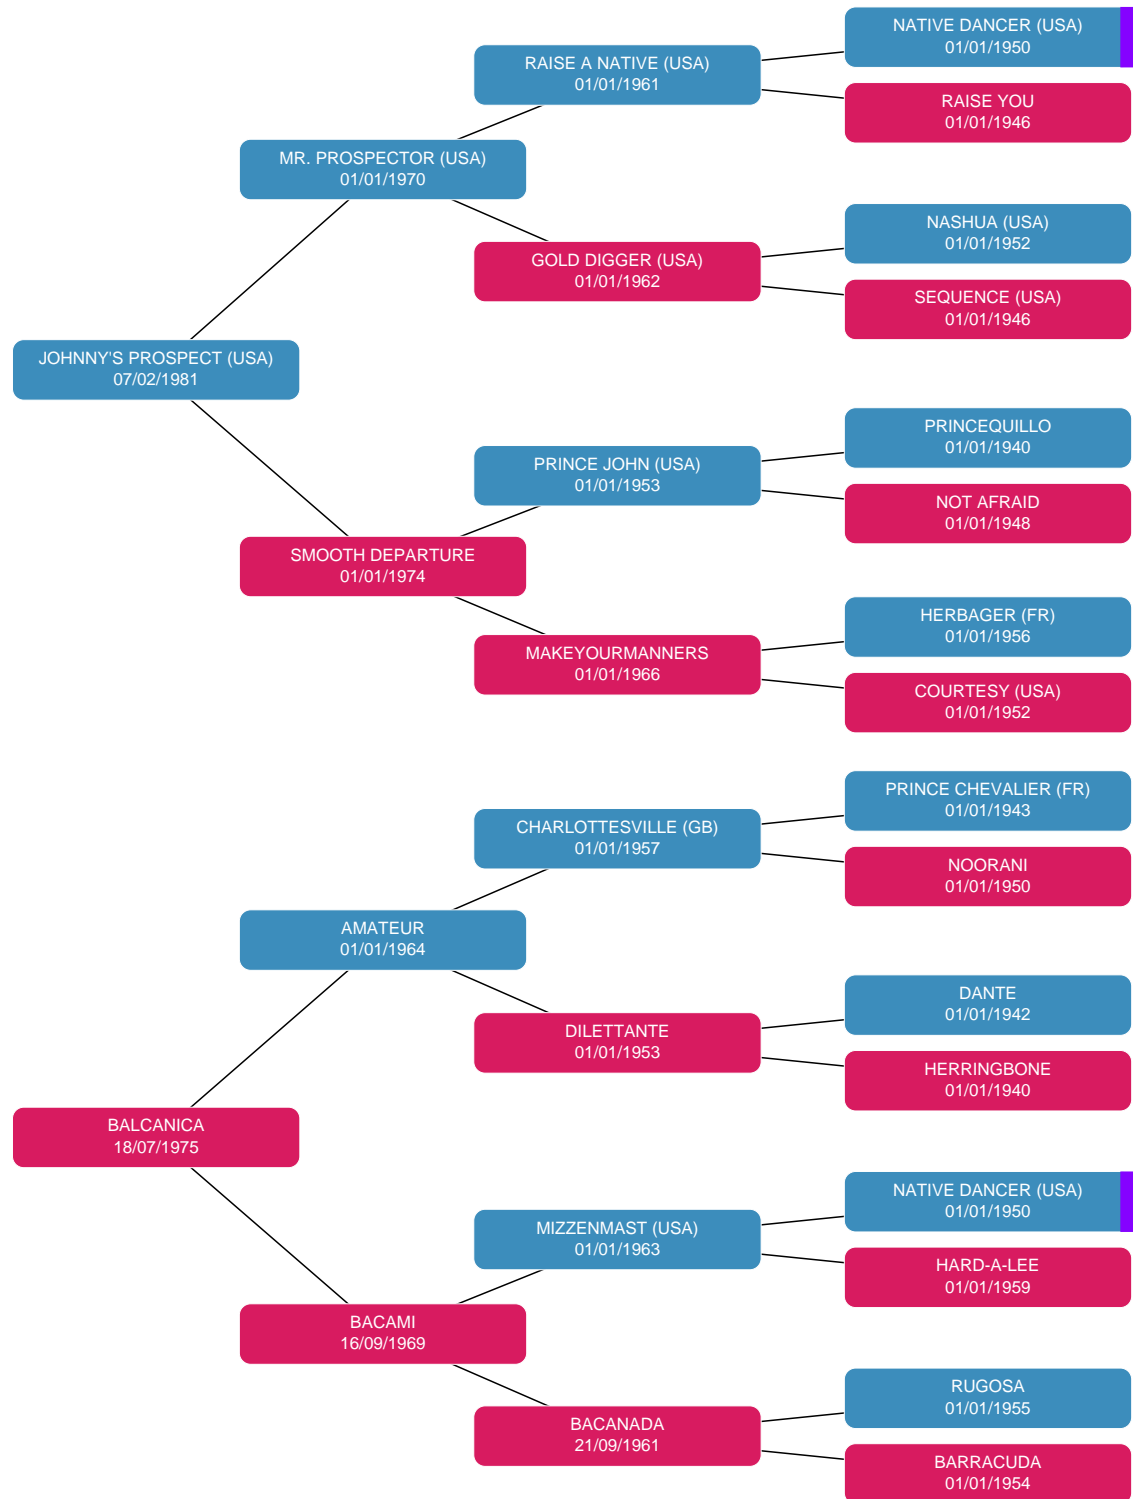 NATIVE DANCER (USA)
01/01/1950
RAISE A NATIVE (USA)
01/01/1961
RAISE YOU
01/01/1946
MR. PROSPECTOR (USA)
01/01/1970
NASHUA (USA)
01/01/1952
GOLD DIGGER (USA)
01/01/1962
SEQUENCE (USA)
01/01/1946
JOHNNY'S PROSPECT (USA)
07/02/1981
PRINCEQUILLO
01/01/1940
PRINCE JOHN (USA)
01/01/1953
NOT AFRAID
01/01/1948
SMOOTH DEPARTURE
01/01/1974
HERBAGER (FR)
01/01/1956
MAKEYOURMANNERS
01/01/1966
COURTESY (USA)
01/01/1952
PRINCE CHEVALIER (FR)
01/01/1943
CHARLOTTESVILLE (GB)
01/01/1957
NOORANI
01/01/1950
AMATEUR
01/01/1964
DANTE
01/01/1942
DILETTANTE
01/01/1953
HERRINGBONE
01/01/1940
BALCANICA
18/07/1975
NATIVE DANCER (USA)
01/01/1950
MIZZENMAST (USA)
01/01/1963
HARD-A-LEE
01/01/1959
BACAMI
16/09/1969
RUGOSA
01/01/1955
BACANADA
21/09/1961
BARRACUDA
01/01/1954